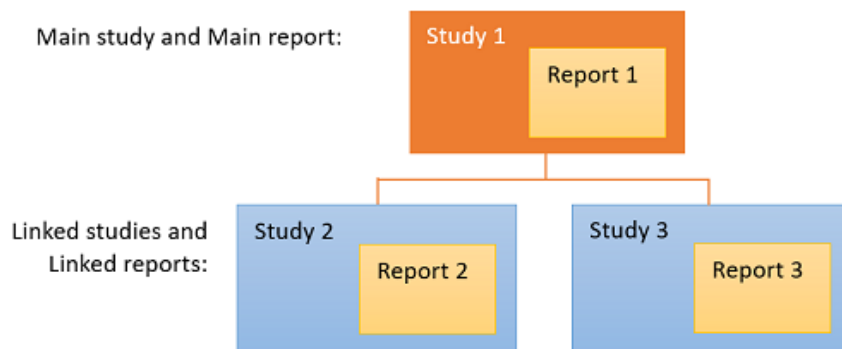 Main study and Main report:
Study 1
Report 1
Linked studies and
Linked reports:
Study 2
Report 2
Study 3
Report 3